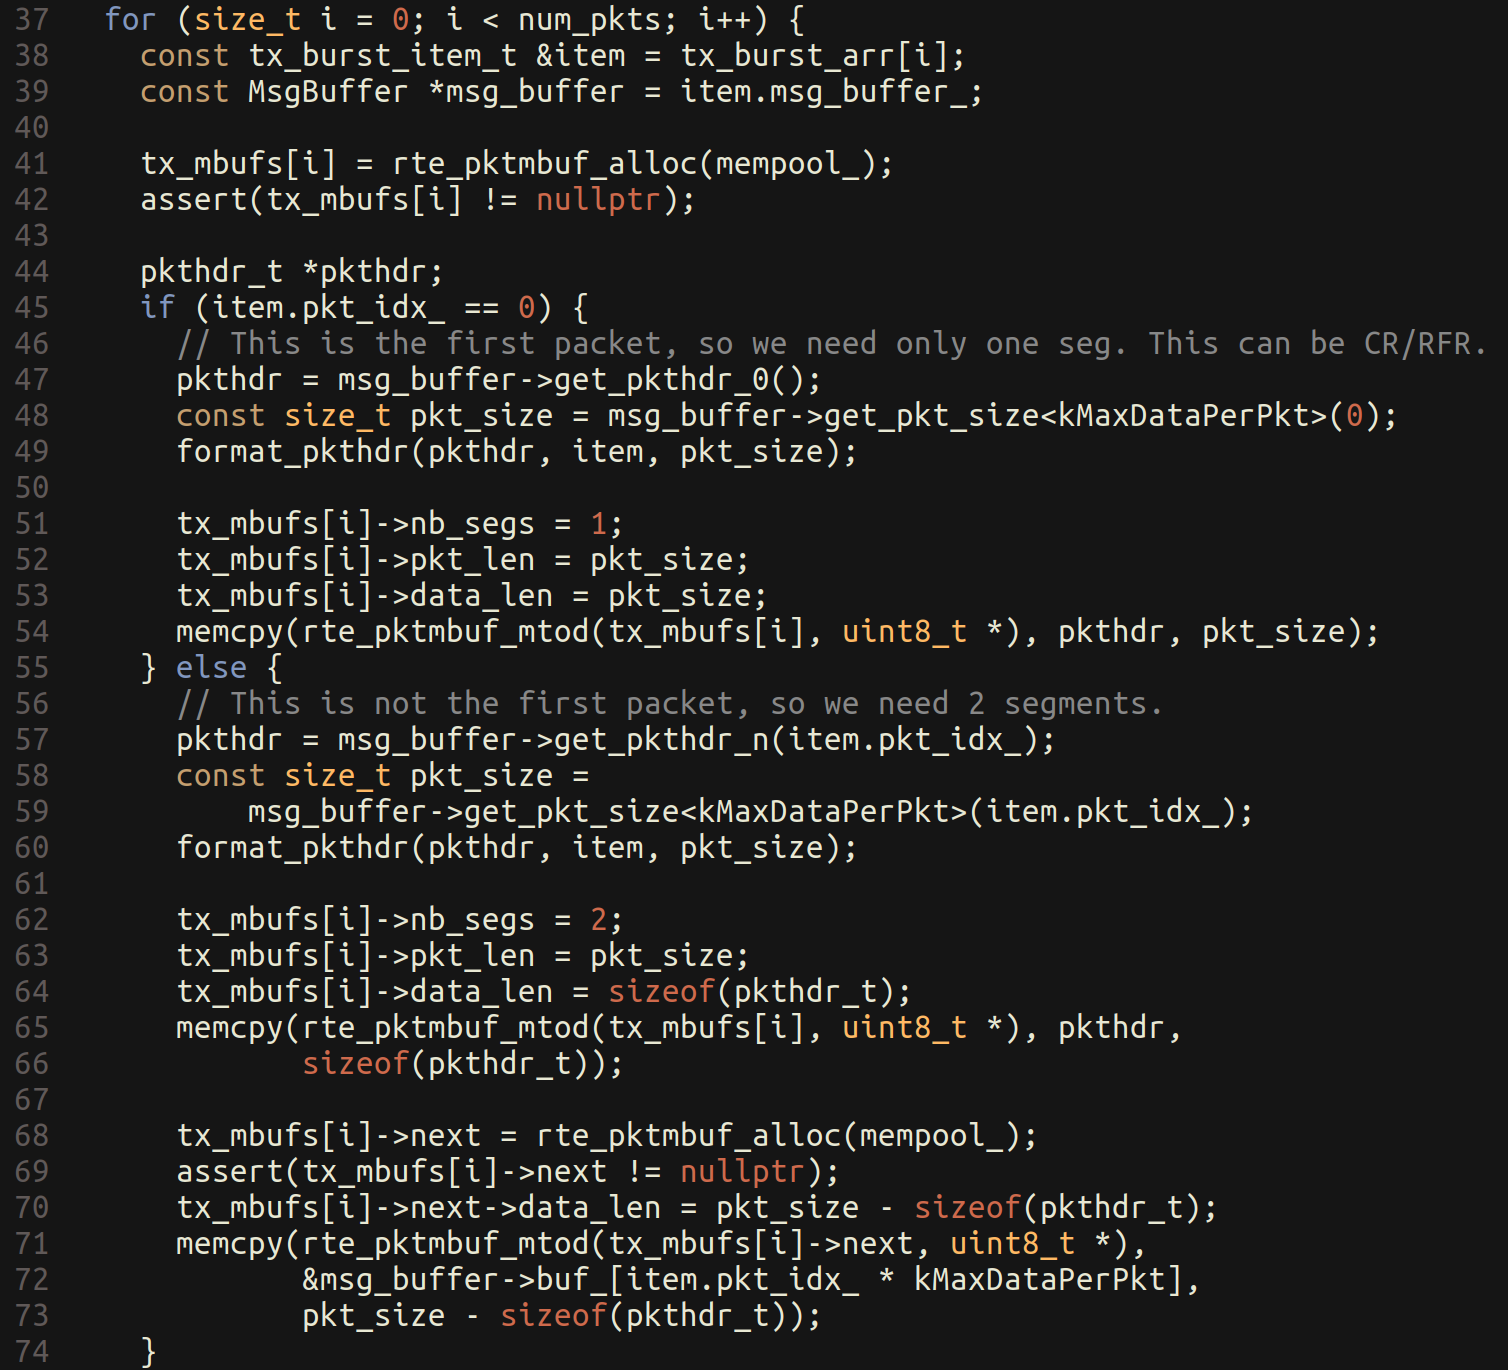 37 for (size_t i = 0; i < num_pkts; i++) {
38 const tx_burst_item_t &item = tx_burst_arr[i];
39 const MsgBuffer *msg_buffer = item.msg_buffer_;
40
41 tx_mbufs[i] = rte_pktmbuf_alloc(mempool_);
42 assert(tx_mbufs[i] != nullptr);
43
44 pkthdr_t *pkthdr;
45 if (item.pkt_idx_ == 0) {
46 // This is the first packet, so we need only one seg. This can be CR/RFR.
47 pkthdr = msg_buffer->get_pkthdr_0();
48 const size_t pkt_size = msg_buffer->get_pkt_size<kMaxDataPerPkt>(0);
49 format_pkthdr(pkthdr, item, pkt_size);
50
51 tx_mbufs[i]->nb_segs = 1;
52 tx_mbufs[i]->pkt_len = pkt_size;
53 tx_mbufs[i]->data_len = pkt_size;
54 memcpy(rte_pktmbuf_mtod(tx_mbufs[i], uint8_t *), pkthdr, pkt_size);
55 } else {
56 // This is not the first packet, so we need 2 segments.
57 pkthdr = msg_buffer->get_pkthdr_n(item.pkt_idx_);
58 const size_t pkt_size =
59 msg_buffer->get_pkt_size<kMaxDataPerPkt>(item.pkt_idx_);
60 format_pkthdr(pkthdr, item, pkt_size);
61
62 tx_mbufs[i]->nb_segs = 2;
63 tx_mbufs[i]->pkt_len = pkt_size;
64 tx_mbufs[i]->data_len = sizeof(pkthdr_t);
65 memcpy(rte_pktmbuf_mtod(tx_mbufs[i], uint8_t *), pkthdr,
66 sizeof(pkthdr_t));
67
68 tx_mbufs[i]->next = rte_pktmbuf_alloc(mempool_);
69 assert(tx_mbufs[i]->next != nullptr);
70 tx_mbufs[i]->next->data_len = pkt_size - sizeof(pkthdr_t);
71 memcpy(rte_pktmbuf_mtod(tx_mbufs[i]->next, uint8_t *),
72 &msg_buffer->buf_[item.pkt_idx_ * kMaxDataPerPkt],
73 pkt_size - sizeof(pkthdr_t));
74 }